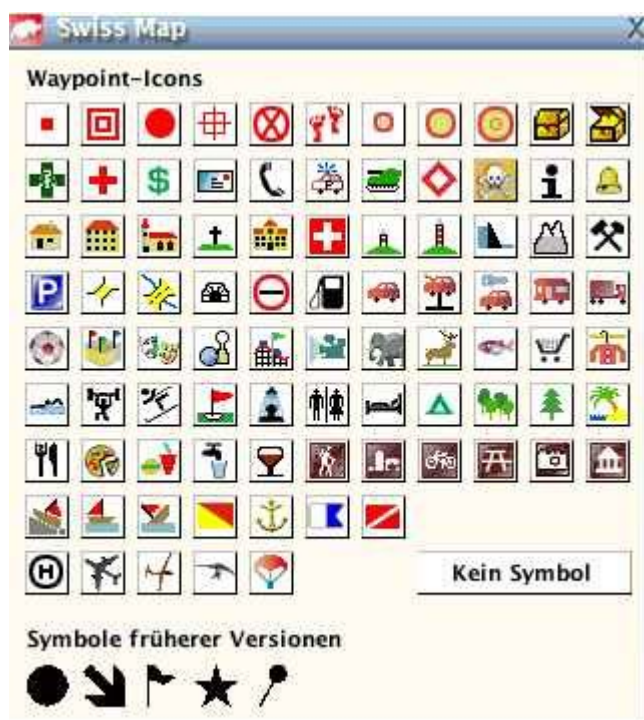 Swiss Map
X
Waypoint-Icons
$
i
P
H
Kein Symbol
Symbole früherer Versionen